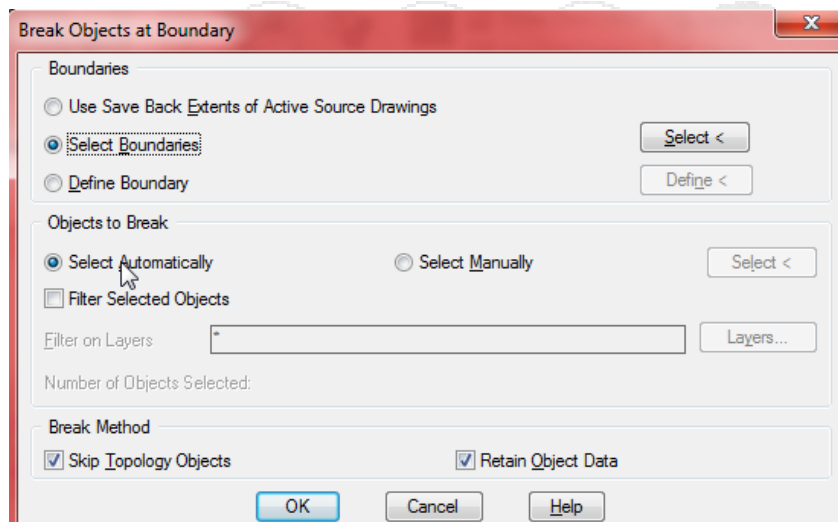 Break Objects at Boundary
Boundaries
Use Save Back Extents of Active Source Drawings
Select Boundaries
Select <
Define Boundary
Define <
Objects to Break
Select Automatically
Select Manually
Select <
Filter Selected Objects
Filter on Layers
*
Layers...
Number of Objects Selected:
Break Method
Skip Topology Objects
Retain Object Data
OK
Cancel
Help